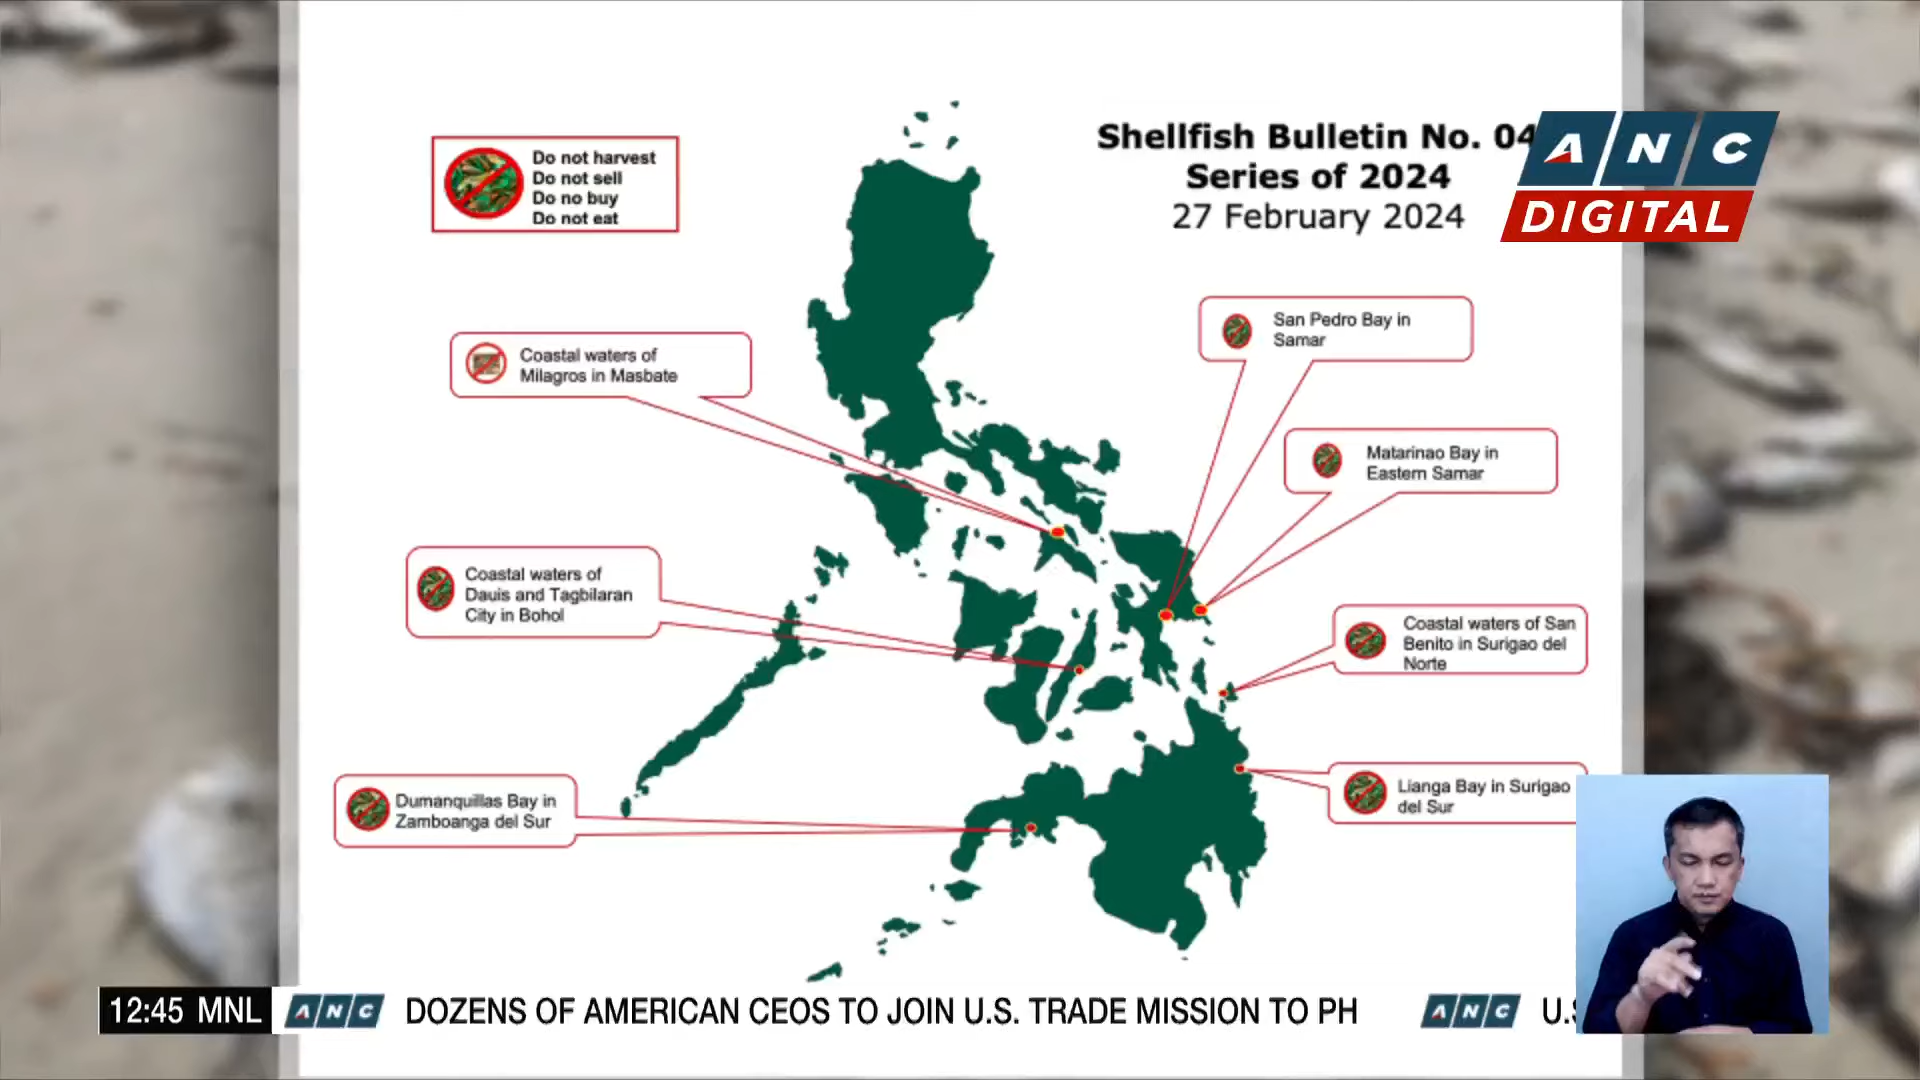 Shellfish Bulletin No. 04
Series of 2024
27 February 2024
ANC
DIGITAL
Do not harvest
Do not sell
Do no buy
Do not eat
San Pedro Bay in
Samar
Coastal waters of
Milagros in Masbate
Matarinao Bay in
Eastern Samar
Coastal waters of
Dauis and Tagbilaran
City in Bohol
Coastal waters of San
Benito in Surigao del
Norte
Lianga Bay in Surigao
del Sur
Dumanquillas Bay in
Zamboanga del Sur
12:45 MNL ANC DOZENS OF AMERICAN CEOS TO JOIN U.S. TRADE MISSION TO PH ANC U.S